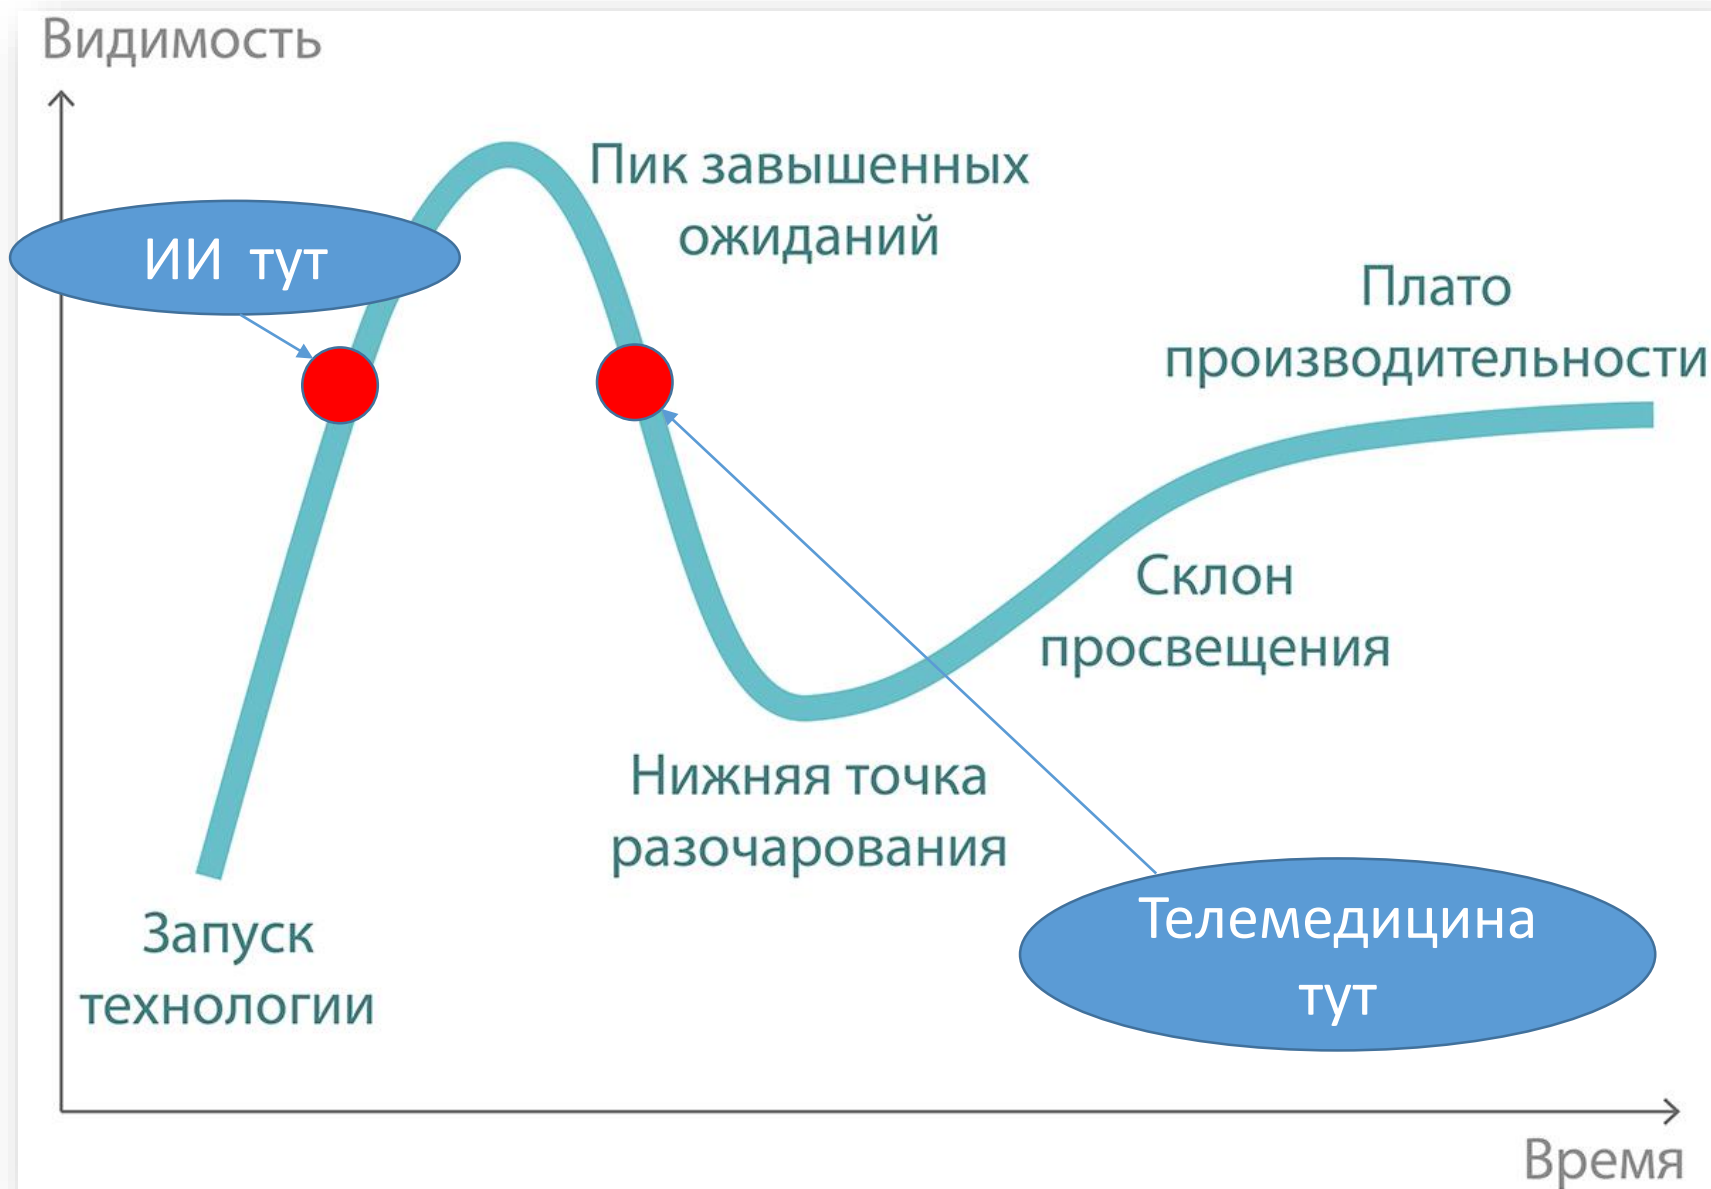 Видимость
Пик завышенных
ожиданий
ИИ тут
Плато
производительности
Склон
просвещения
Нижняя точка
разочарования
Телемедицина
тут
Запуск
технологии
Время